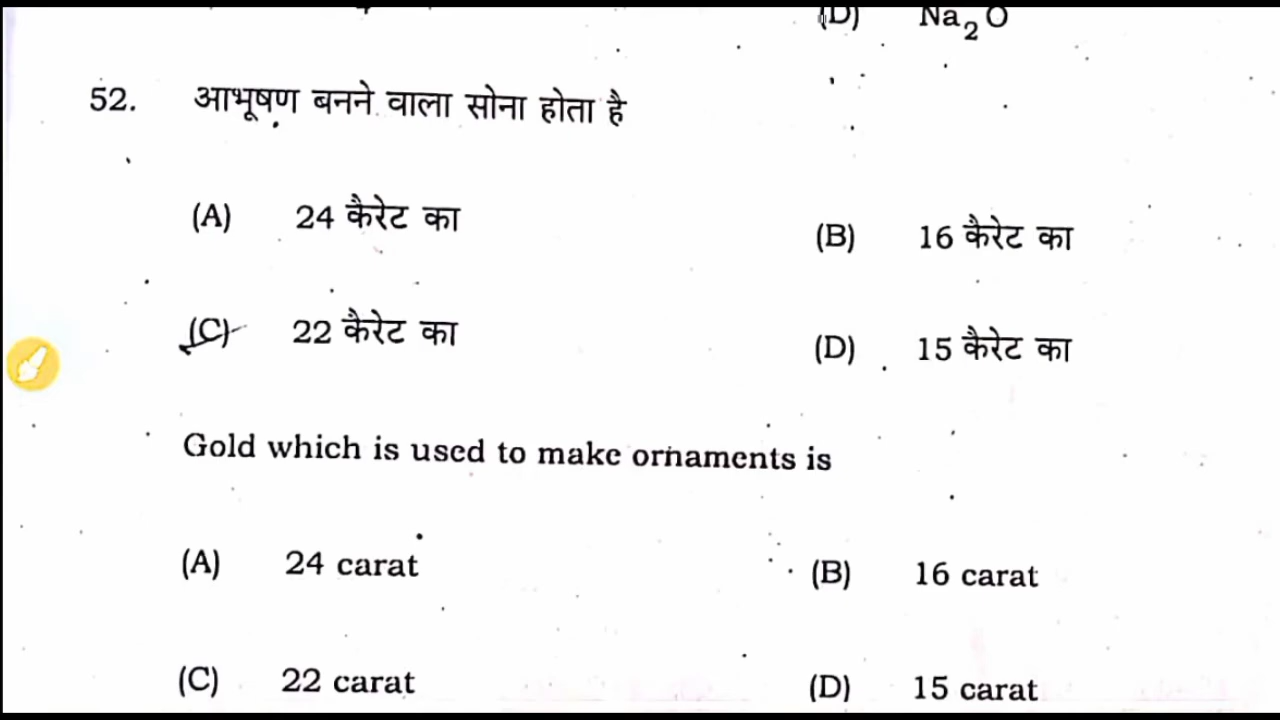 (D) Na₂O
52. आभूषण बनने वाला सोना होता है
(A) 24 कैरेट का
(B) 16 कैरेट का
(C) 22 कैरेट का
(D) 15 कैरेट का
Gold which is used to make ornaments is
(A) 24 carat
(B) 16 carat
(C) 22 carat
(D) 15 carat